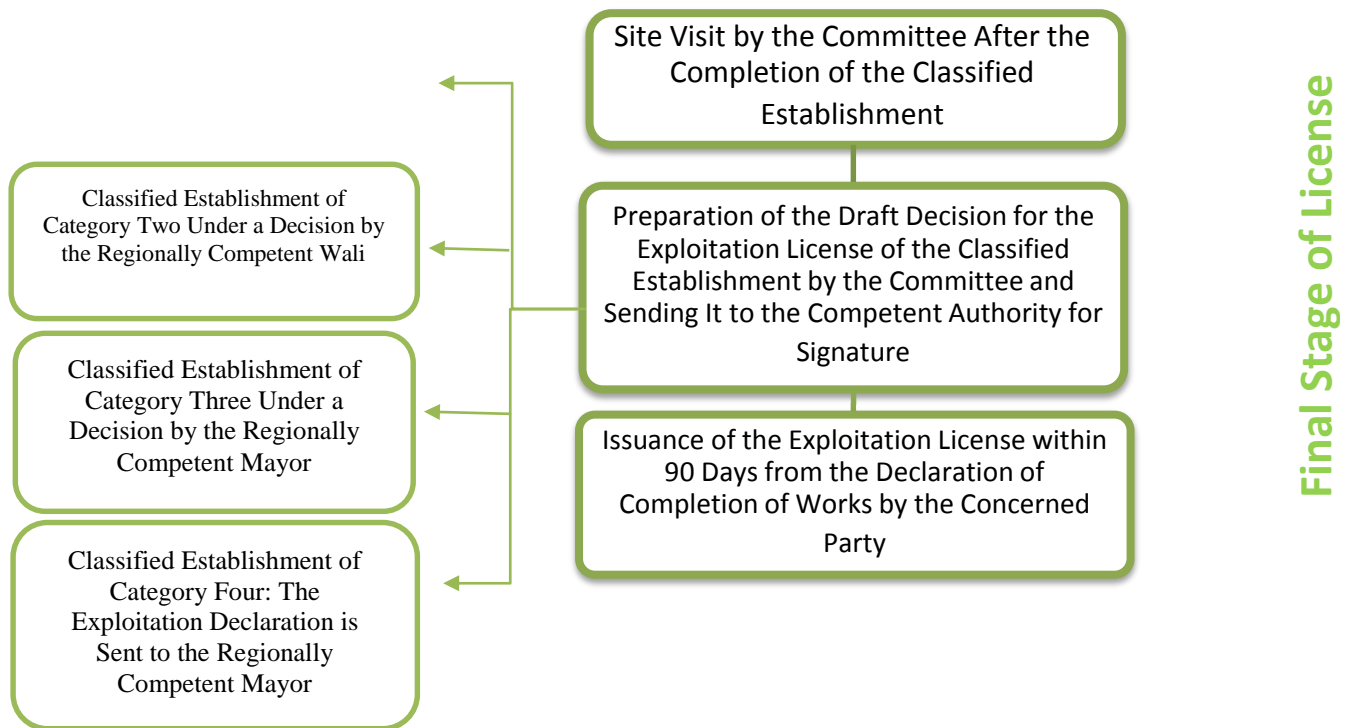 Site Visit by the Committee After the
Completion of the Classified
Establishment
Preparation of the Draft Decision for the
Exploitation License of the Classified
Establishment by the Committee and
Sending It to the Competent Authority for
Signature
Issuance of the Exploitation License within
90 Days from the Declaration of
Completion of Works by the Concerned
Party
Classified Establishment of
Category Two Under a Decision by
the Regionally Competent Wali
Classified Establishment of
Category Three Under a
Decision by the Regionally
Competent Mayor
Classified Establishment of
Category Four: The
Exploitation Declaration is
Sent to the Regionally
Competent Mayor
Final Stage of License